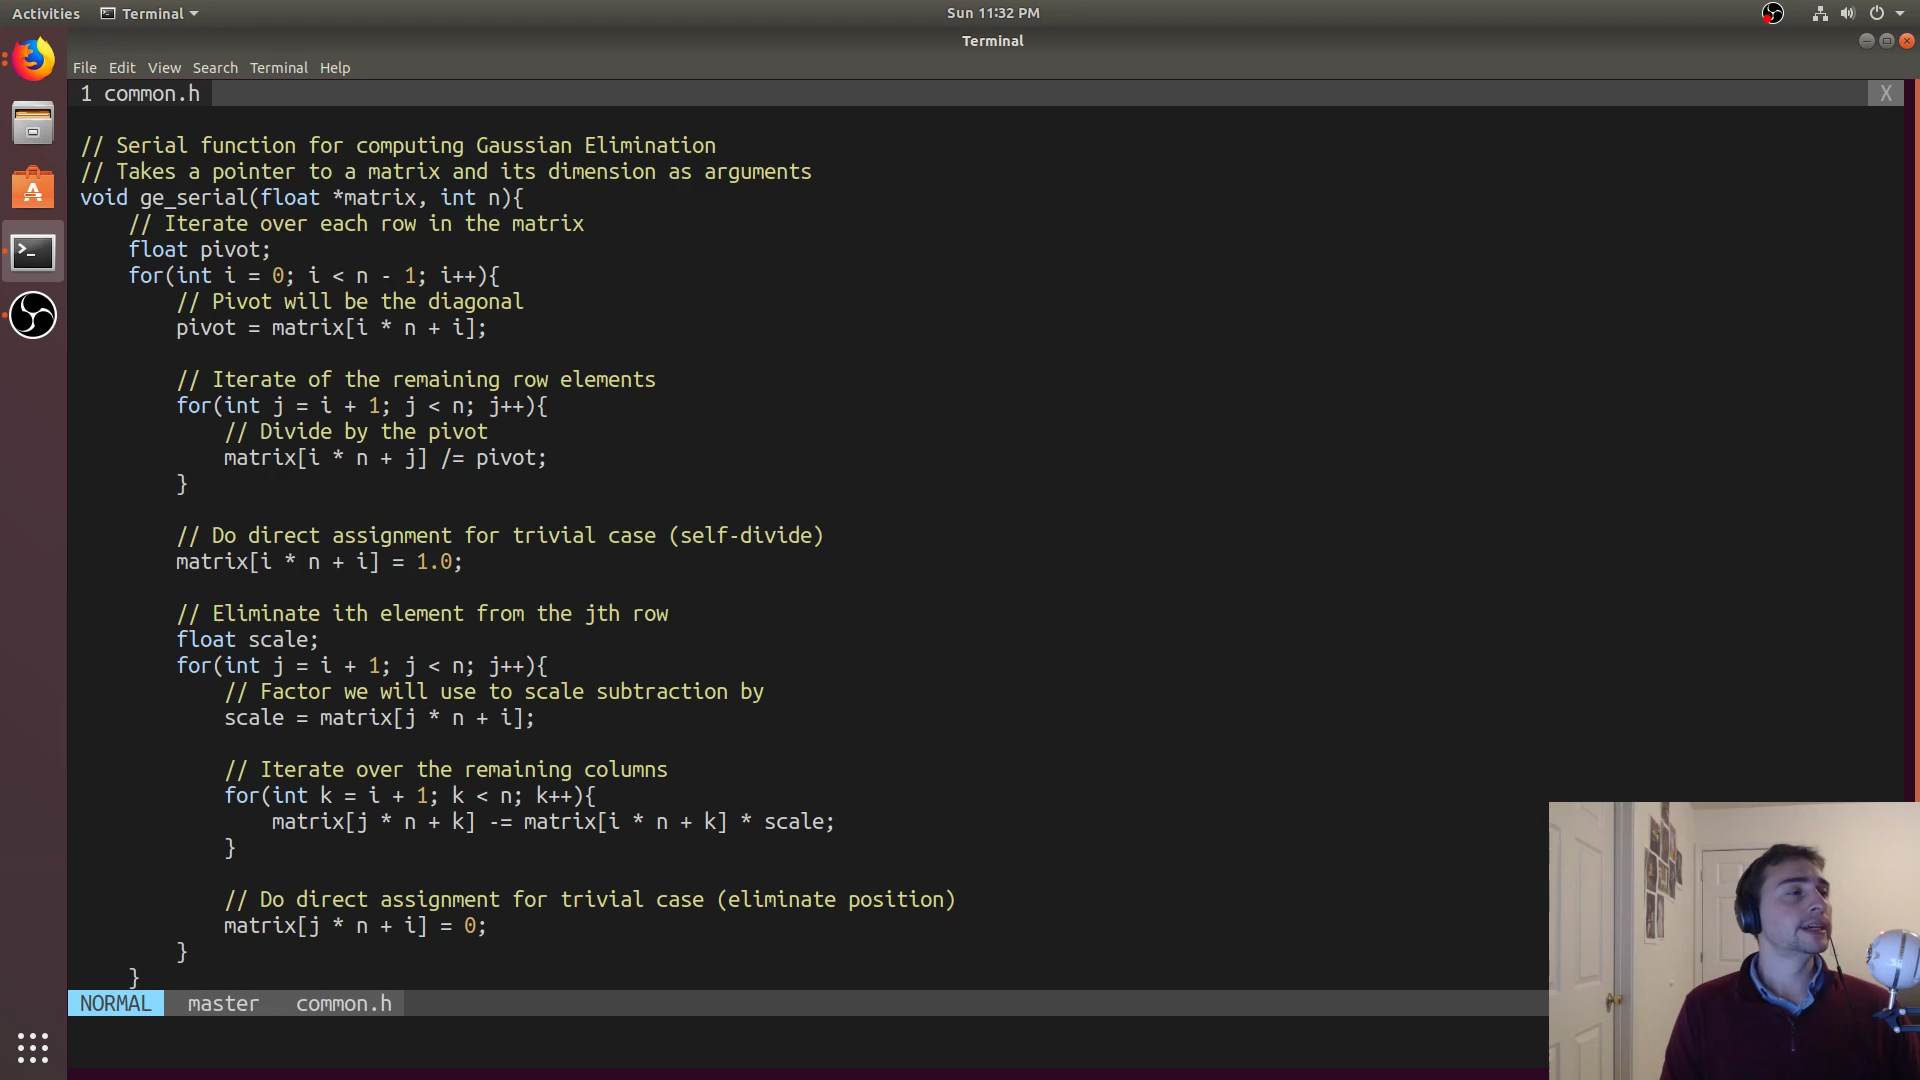 Activities Terminal Sun 11:32 PM
Terminal
File Edit View Search Terminal Help
1 common.h X
// Serial function for computing Gaussian Elimination
// Takes a pointer to a matrix and its dimension as arguments
void ge_serial(float *matrix, int n){
    // Iterate over each row in the matrix
    float pivot;
    for(int i = 0; i < n - 1; i++){
        // Pivot will be the diagonal
        pivot = matrix[i * n + i];
        // Iterate of the remaining row elements
        for(int j = i + 1; j < n; j++){
            // Divide by the pivot
            matrix[i * n + j] /= pivot;
        }
        // Do direct assignment for trivial case (self-divide)
        matrix[i * n + i] = 1.0;
        // Eliminate ith element from the jth row
        float scale;
        for(int j = i + 1; j < n; j++){
            // Factor we will use to scale subtraction by
            scale = matrix[j * n + i];
            // Iterate over the remaining columns
            for(int k = i + 1; k < n; k++){
                matrix[j * n + k] -= matrix[i * n + k] * scale;
            }
            // Do direct assignment for trivial case (eliminate position)
            matrix[j * n + i] = 0;
        }
    }
NORMAL master common.h